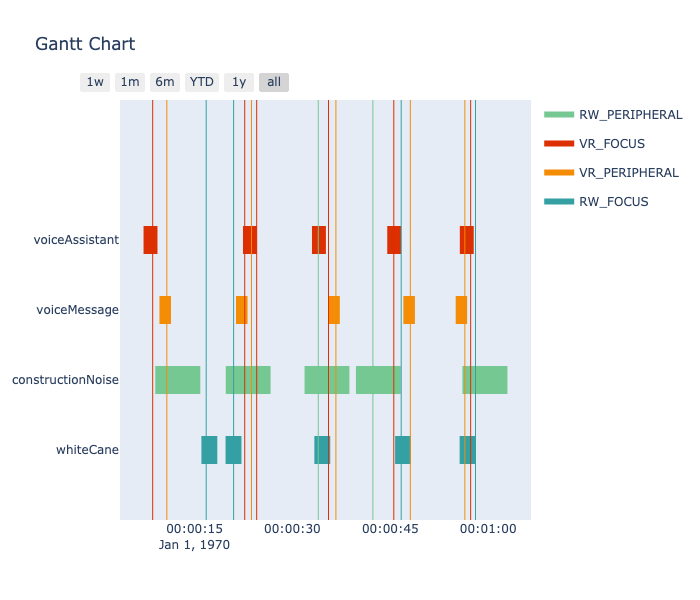 Gantt Chart
1w 1m 6m YTD 1y all
RW_PERIPHERAL
VR_FOCUS
VR_PERIPHERAL
RW_FOCUS
voiceAssistant
voiceMessage
constructionNoise
whiteCane
00:00:15 00:00:30 00:00:45 00:01:00
Jan 1, 1970